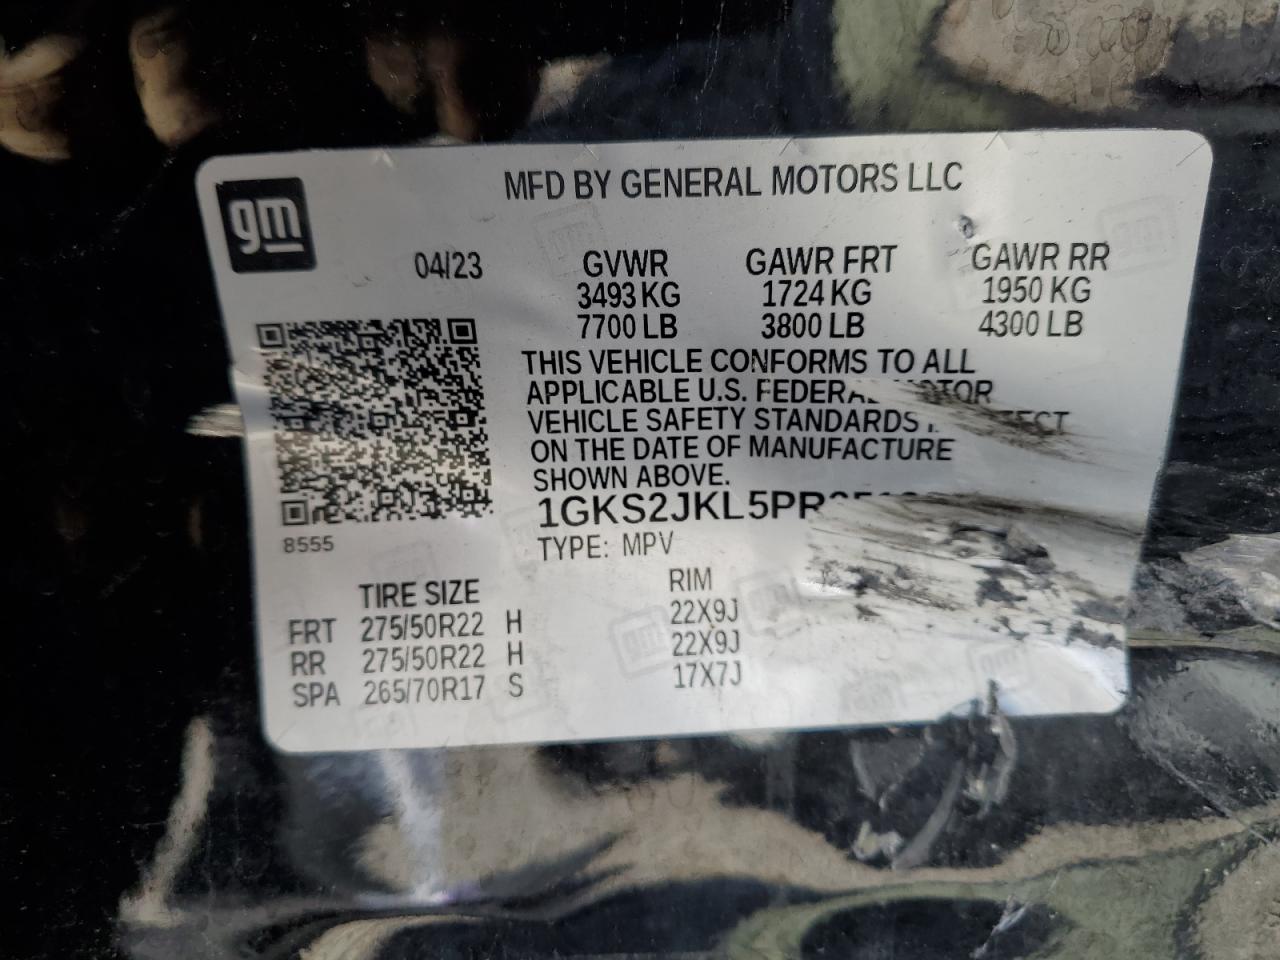 gm
MFD BY GENERAL MOTORS LLC
04/23 GVWR GAWR FRT GAWR RR
3493 KG 1724 KG 1950 KG
7700 LB 3800 LB 4300 LB
THIS VEHICLE CONFORMS TO ALL
APPLICABLE U.S. FEDERAL MOTOR
VEHICLE SAFETY STANDARDS
ON THE DATE OF MANUFACTURE
SHOWN ABOVE.
8555
TYPE: MPV
TIRE SIZE RIM
FRT 275/50R22 H 22X9J
RR 275/50R22 H 22X9J
SPA 265/70R17 S 17X7J